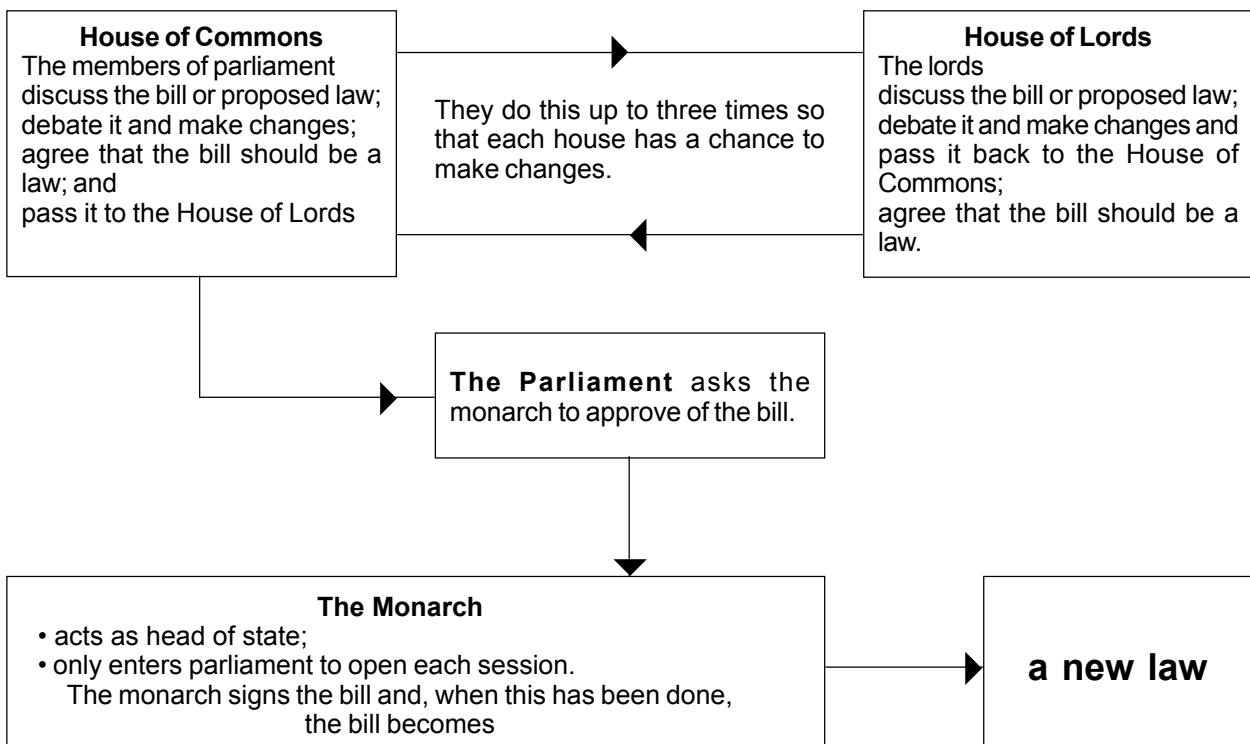 House of Commons
The members of parliament
discuss the bill or proposed law;
debate it and make changes;
agree that the bill should be a
law; and
pass it to the House of Lords
They do this up to three times so
that each house has a chance to
make changes.
House of Lords
The lords
discuss the bill or proposed law;
debate it and make changes and
pass it back to the House of
Commons;
agree that the bill should be a
law.
The Parliament asks the
monarch to approve of the bill.
The Monarch
• acts as head of state;
• only enters parliament to open each session.
The monarch signs the bill and, when this has been done,
the bill becomes
a new law